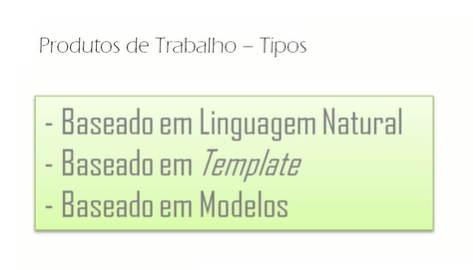 Produtos de Trabalho – Tipos
- Baseado em Linguagem Natural
- Baseado em Template
- Baseado em Modelos